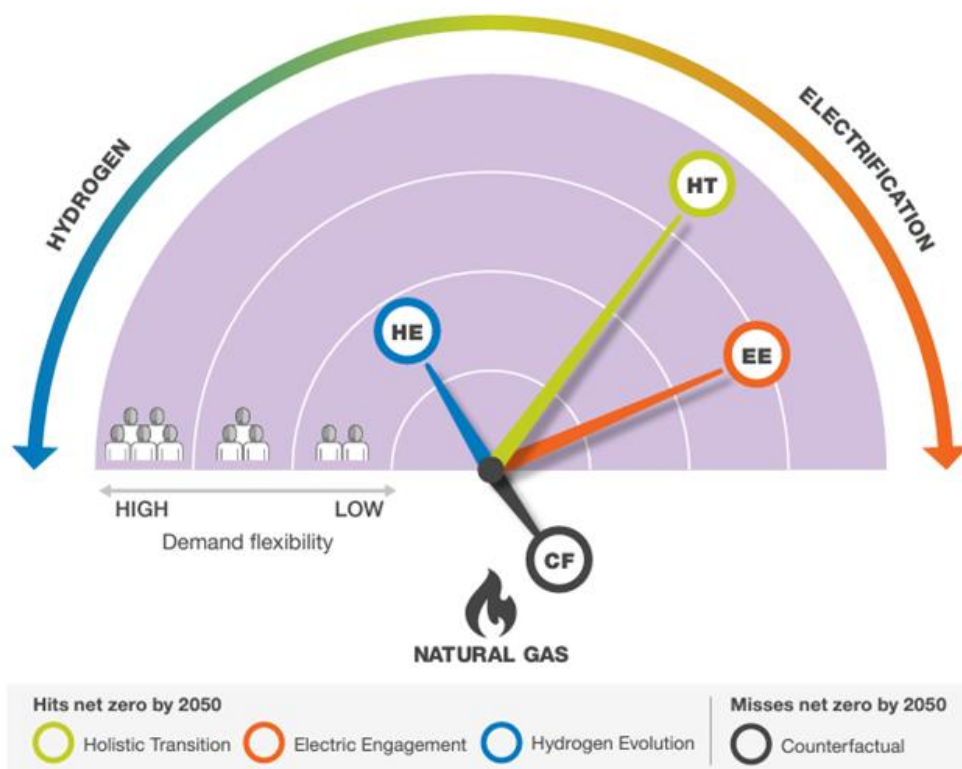 HYDROGEN
ELECTRIFICATION
HT
HE
EE
HIGH
LOW
Demand flexibility
CF
NATURAL GAS
Hits net zero by 2050
Misses net zero by 2050
Holistic Transition
Electric Engagement
Hydrogen Evolution
Counterfactual